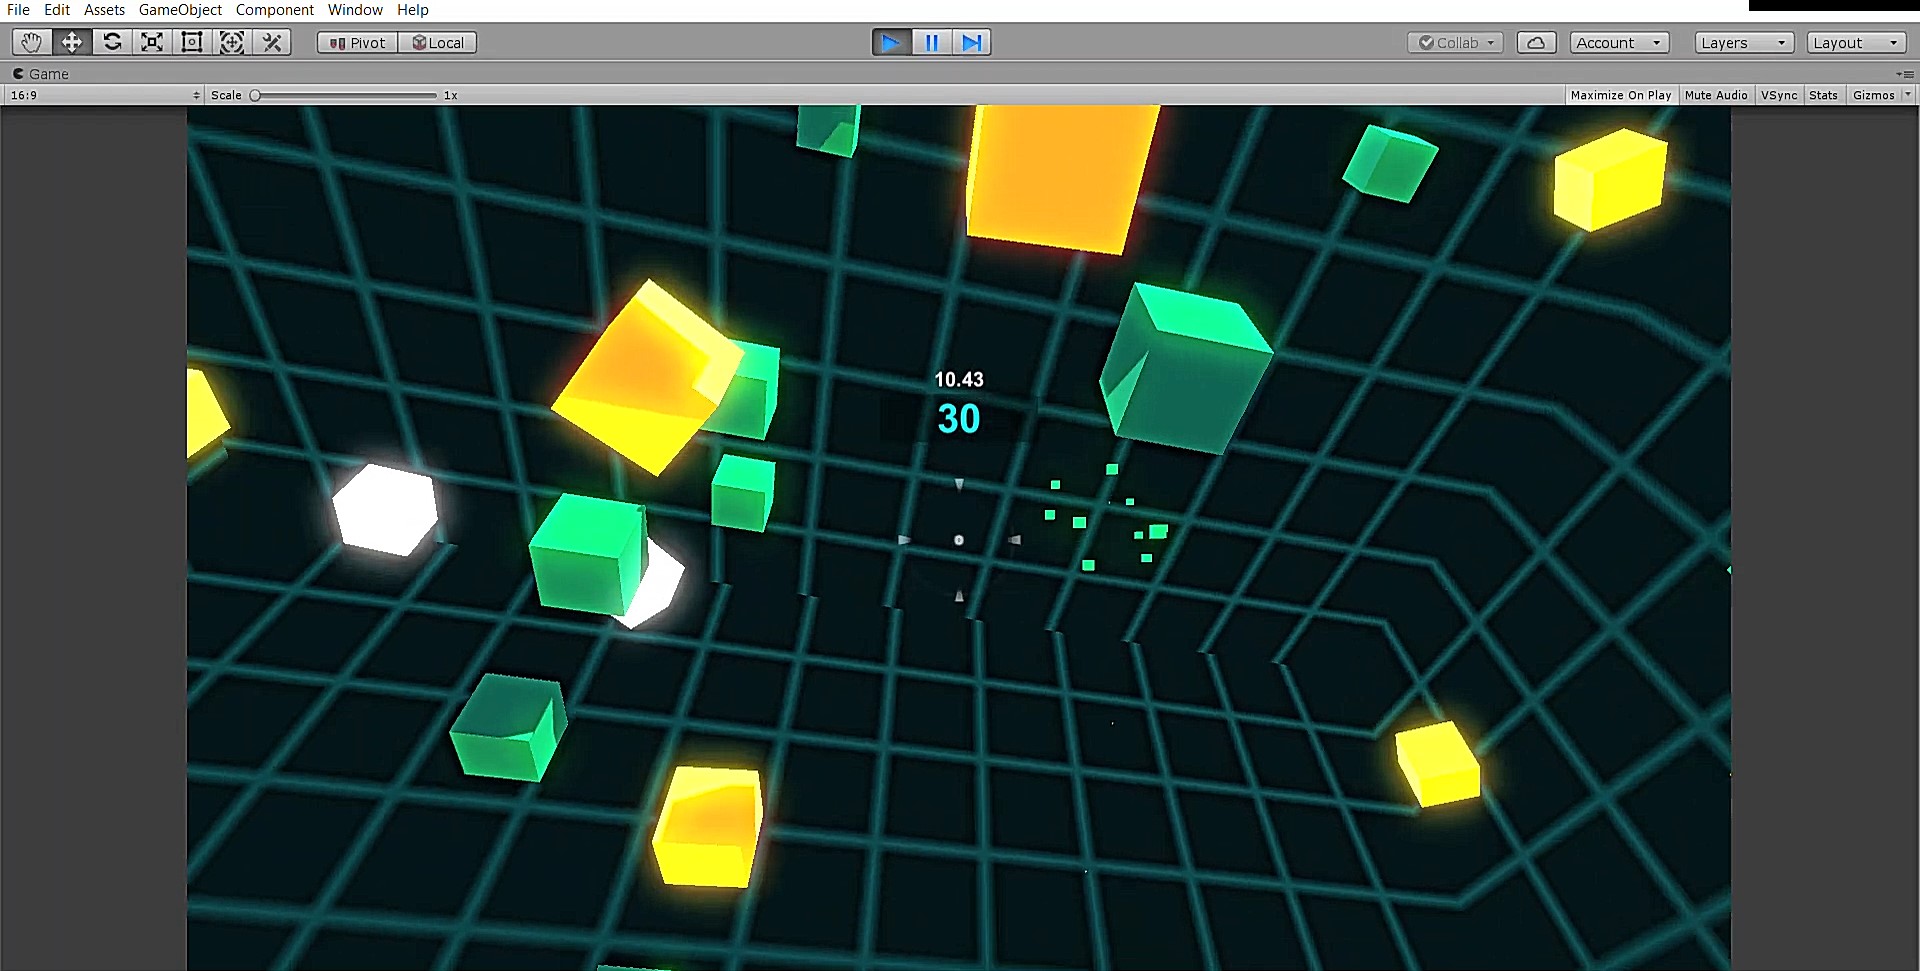 File Edit Assets GameObject Component Window Help
Pivot Local Collab Account Layers Layout
Game
16:9 Scale 1x Maximize On Play Mute Audio VSync Stats Gizmos
10.43
30